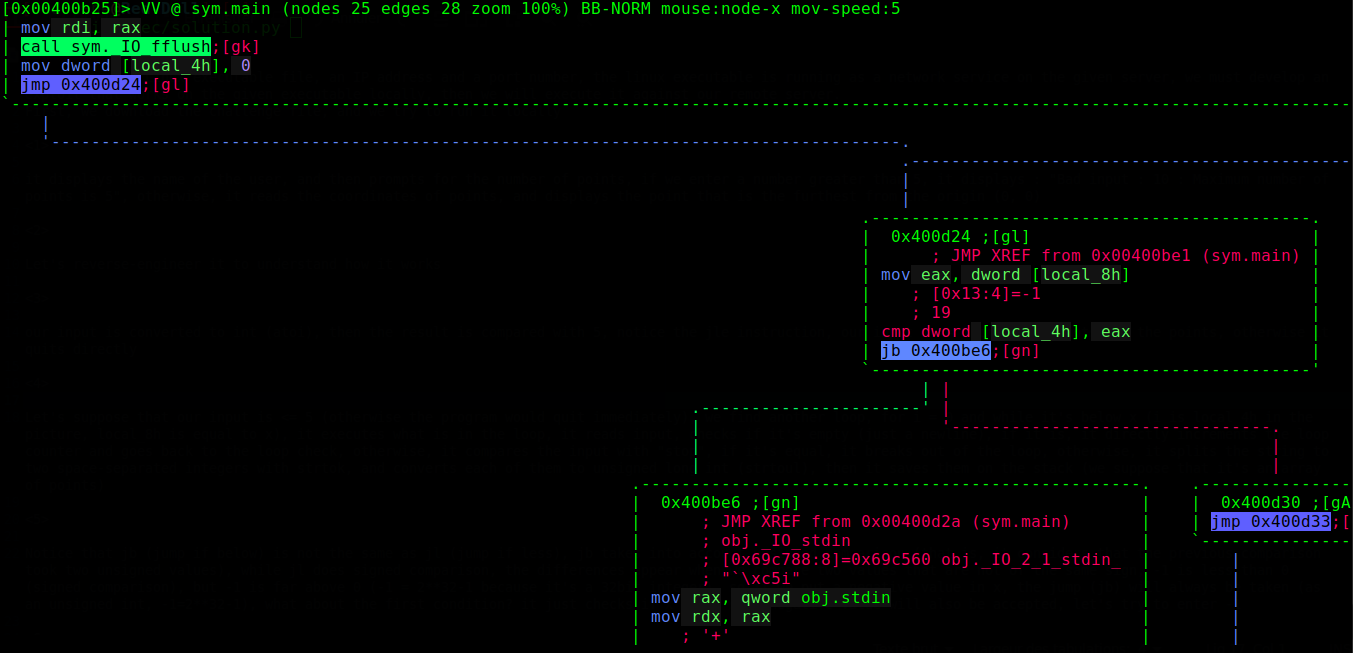 [0x00400b25]> VV @ sym.main (nodes 25 edges 28 zoom 100%) BB-NORM mouse:node-x mov-speed:5
mov rdi, rax
call sym._IO_fflush;[gk]
mov dword [local_4h], 0
jmp 0x400d24;[gl]
0x400d24 ;[gl]
; JMP XREF from 0x00400be1 (sym.main)
mov eax, dword [local_8h]
; [0x13:4]=-1
; 19
cmp dword [local_4h], eax
jb 0x400be6;[gn]
0x400be6 ;[gn]
; JMP XREF from 0x00400d2a (sym.main)
; obj._IO_stdin
; [0x69c788:8]=0x69c560 obj._IO_2_1_stdin_
; "`\xc5i"
mov rax, qword obj.stdin
mov rdx, rax
; '+'
0x400d30 ;[gA
jmp 0x400d33;[